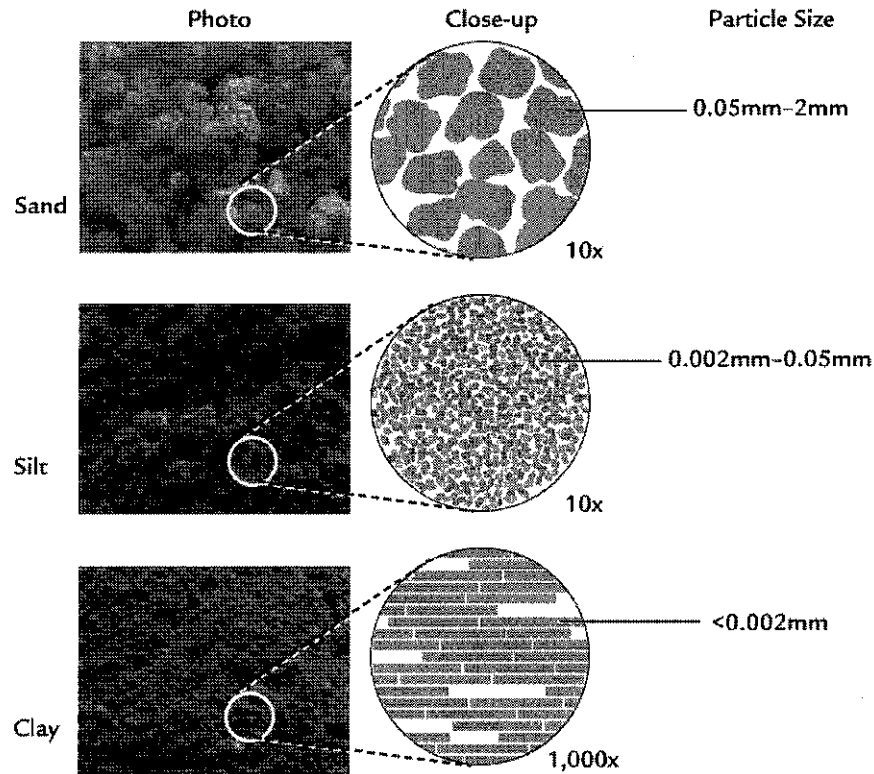 Photo Close-up Particle Size
Sand
0.05mm–2mm
10x
Silt
0.002mm–0.05mm
10x
Clay
<0.002mm
1,000x